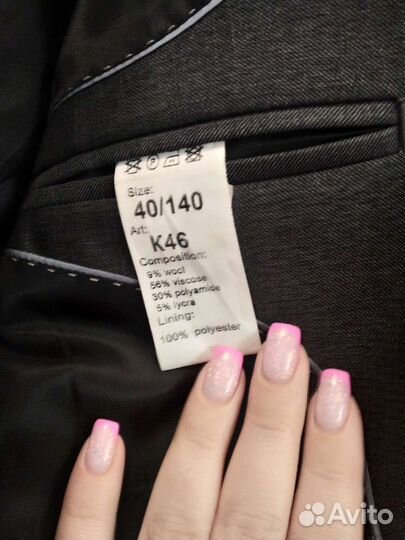 Size:
40/140
Art:
K46
Composition:
9% wool
56% viscose
30% polyamide
5% lycra
Lining:
100% polyester
Avito